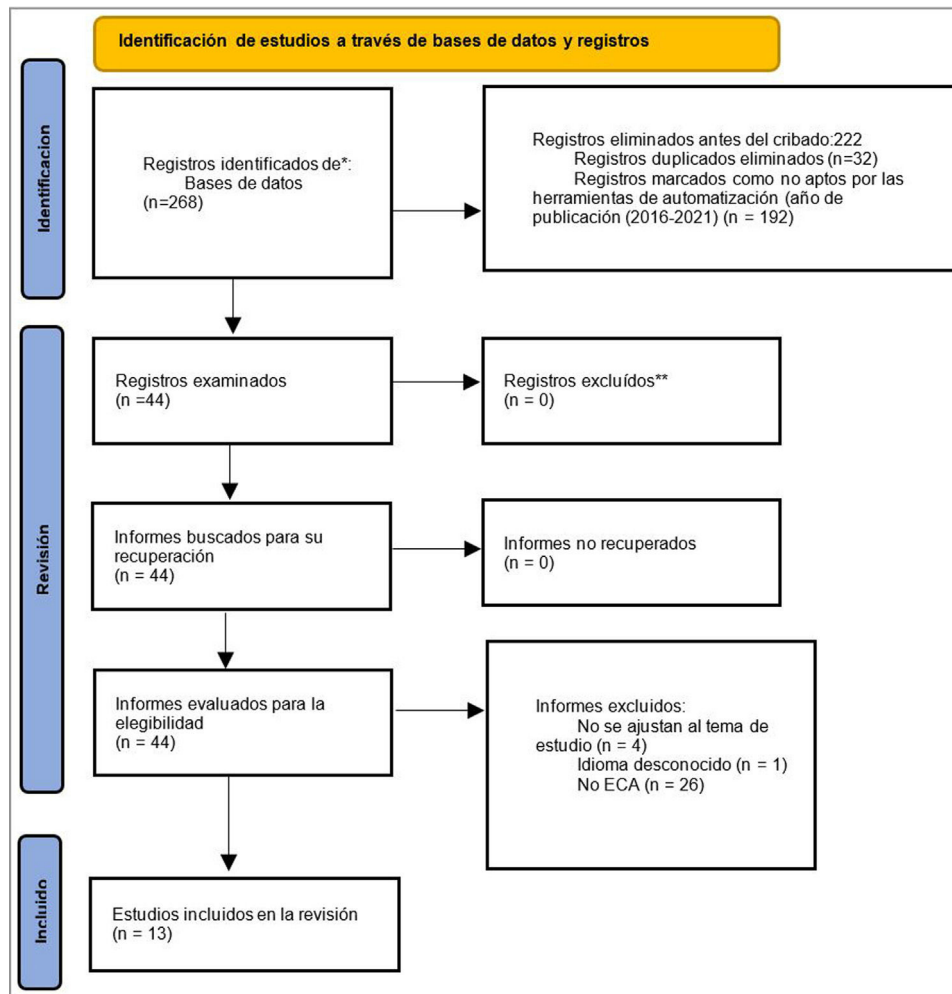 Identificación de estudios a través de bases de datos y registros
Identificacion
Registros identificados de*:
Bases de datos
(n=268)
Registros eliminados antes del cribado:222
Registros duplicados eliminados (n=32)
Registros marcados como no aptos por las
herramientas de automatización (año de
publicación (2016-2021) (n = 192)
Revisión
Registros examinados
(n =44)
Registros excluídos**
(n = 0)
Informes buscados para su
recuperación
(n = 44)
Informes no recuperados
(n = 0)
Informes evaluados para la
elegibilidad
(n = 44)
Informes excluidos:
No se ajustan al tema de
estudio (n = 4)
Idioma desconocido (n = 1)
No ECA (n = 26)
Incluido
Estudios incluidos en la revisión
(n = 13)